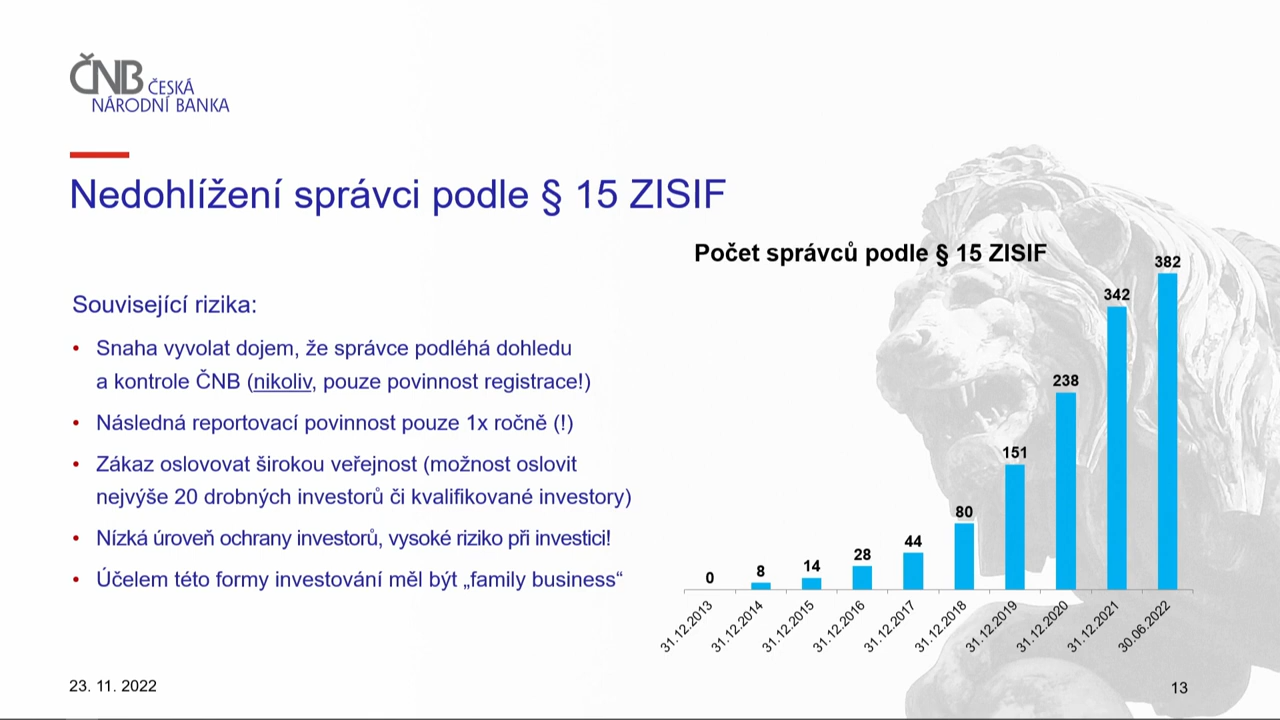 ČNB ČESKÁ
NÁRODNÍ BANKA
Nedohlížení správci podle § 15 ZISIF
Související rizika:
• Snaha vyvolat dojem, že správce podléhá dohledu
a kontrole ČNB (nikoliv, pouze povinnost registrace!)
• Následná reportovací povinnost pouze 1x ročně (!)
• Zákaz oslovovat širokou veřejnost (možnost oslovit
nejvýše 20 drobných investorů či kvalifikované investory)
• Nízká úroveň ochrany investorů, vysoké riziko při investici!
• Účelem této formy investování měl být „family business“
Počet správců podle § 15 ZISIF
0
8
14
28
44
80
151
238
342
382
31.12.2013
31.12.2014
31.12.2015
31.12.2016
31.12.2017
31.12.2018
31.12.2019
31.12.2020
31.12.2021
30.06.2022
23. 11. 2022
13